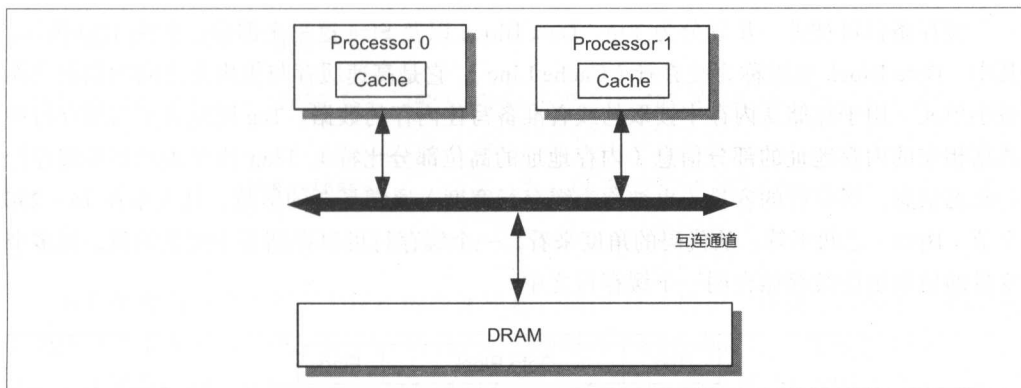 Processor 0
Cache
Processor 1
Cache
互连通道
DRAM